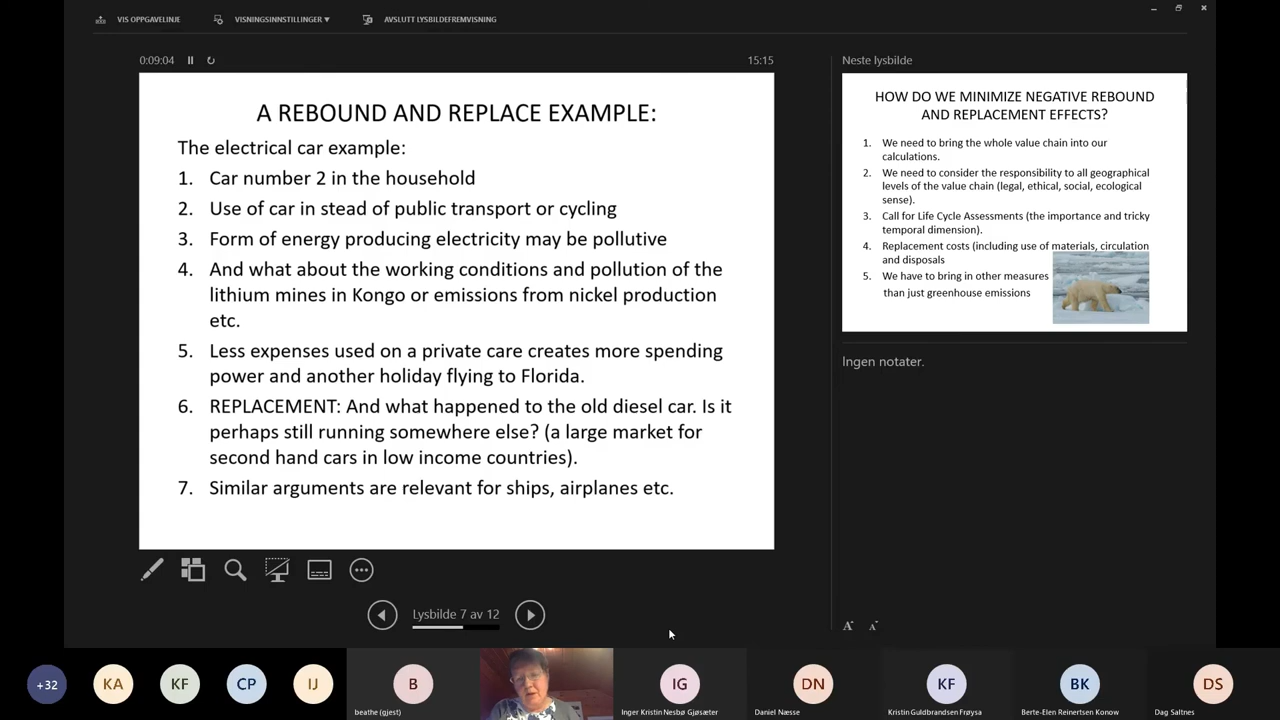 VIS OPPGAVELINJE
VISNINGSINNSTILLINGER ▾
AVSLUTT LYSBILDEFREMVISNING
0:09:04
15:15
A REBOUND AND REPLACE EXAMPLE:
The electrical car example:
1. Car number 2 in the household
2. Use of car in stead of public transport or cycling
3. Form of energy producing electricity may be pollutive
4. And what about the working conditions and pollution of the
lithium mines in Kongo or emissions from nickel production
etc.
5. Less expenses used on a private care creates more spending
power and another holiday flying to Florida.
6. REPLACEMENT: And what happened to the old diesel car. Is it
perhaps still running somewhere else? (a large market for
second hand cars in low income countries).
7. Similar arguments are relevant for ships, airplanes etc.
Lysbilde 7 av 12
Neste lysbilde
HOW DO WE MINIMIZE NEGATIVE REBOUND
AND REPLACEMENT EFFECTS?
1. We need to bring the whole value chain into our
calculations.
2. We need to consider the responsibility to all geographical
levels of the value chain (legal, ethical, social, ecological
sense).
3. Call for Life Cycle Assessments (the importance and tricky
temporal dimension).
4. Replacement costs (including use of materials, circulation
and disposals
5. We have to bring in other measures
than just greenhouse emissions
Ingen notater.
A A
+32
KA
KF
CP
IJ
B
beathe (gjest)
IG
Inger Kristin Nesbø Gjøsæter
DN
Daniel Næsse
KF
Kristin Guldbrandsen Frøysa
BK
Berte-Elen Reinertsen Konow
DS
Dag Saltnes